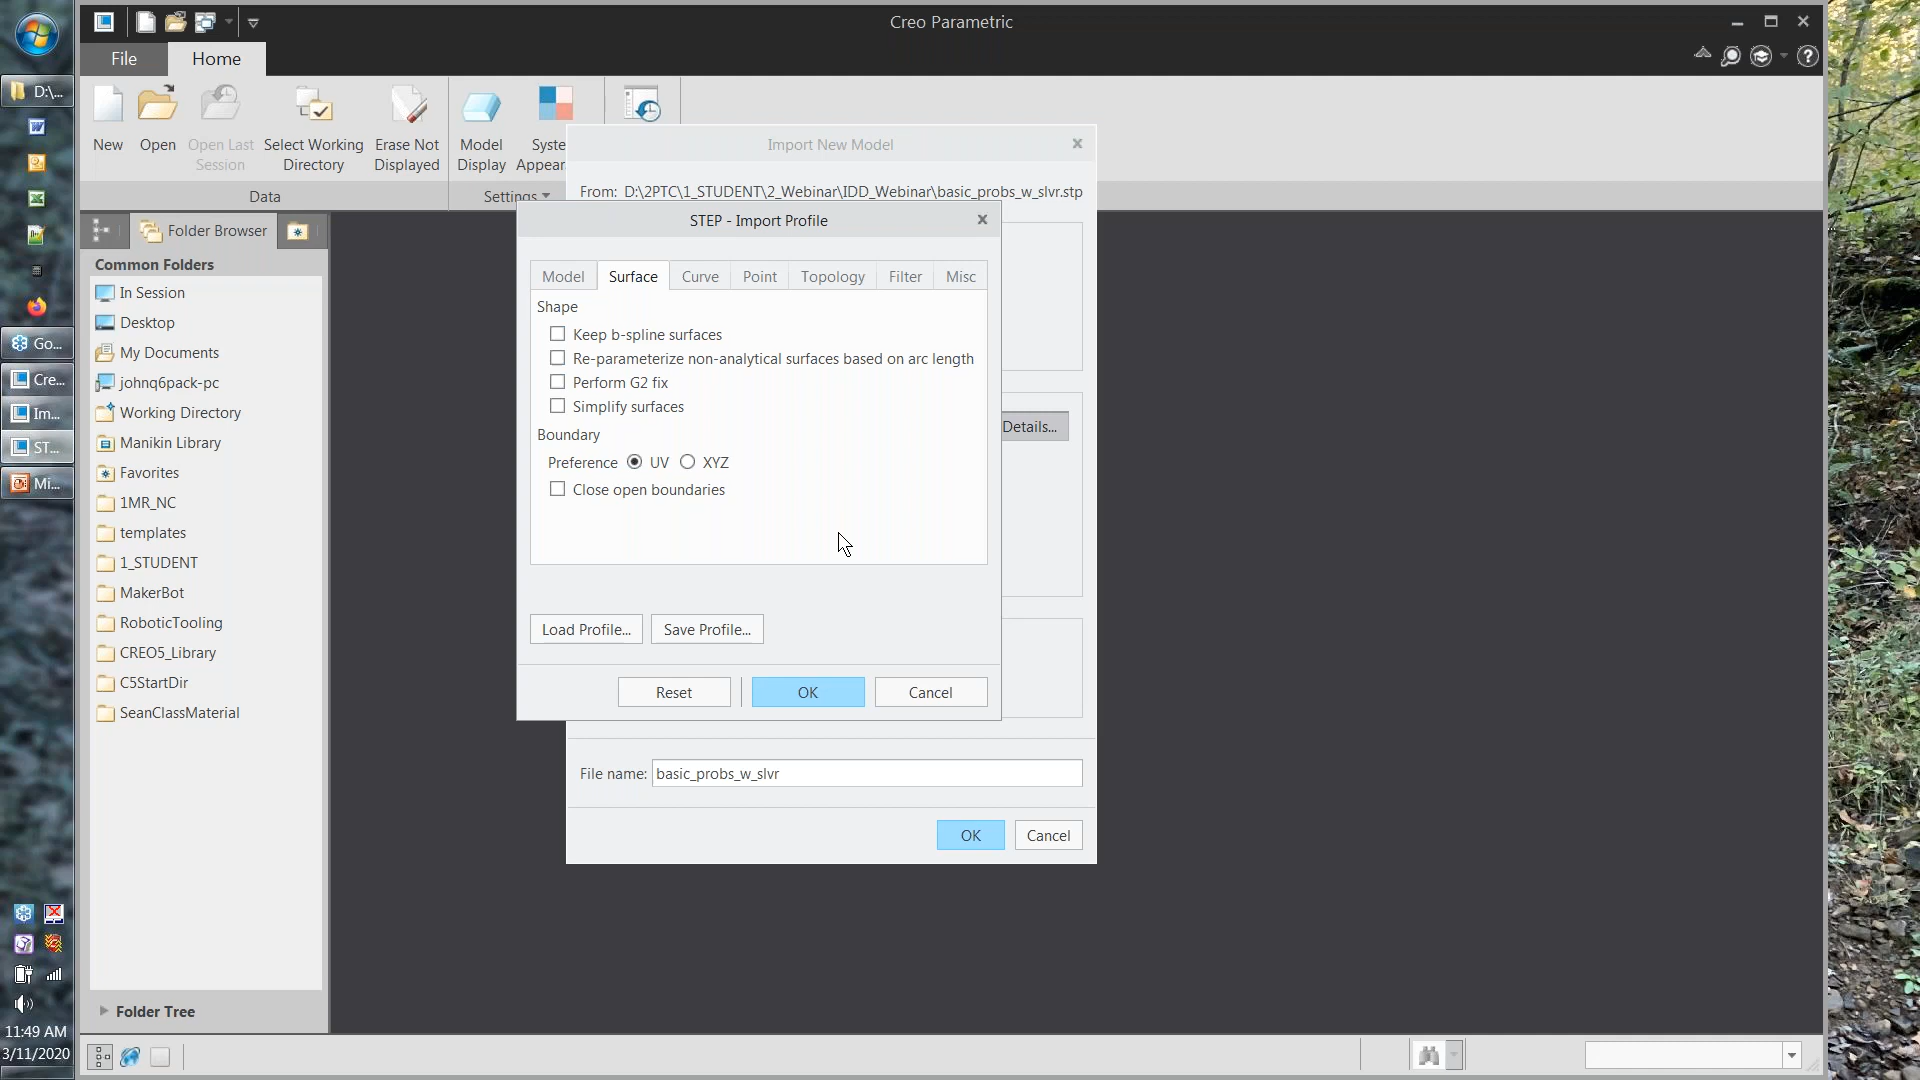 Creo Parametric
File
Home
New
Open
Open Last
Session
Select Working
Directory
Erase Not
Displayed
Model
Display
Syste
Appear
Data
Settings
Import New Model
From: D:\2PTC\1_STUDENT\2_Webinar\IDD_Webinar\basic_probs_w_slvr.stp
STEP - Import Profile
Model
Surface
Curve
Point
Topology
Filter
Misc
Shape
Keep b-spline surfaces
Re-parameterize non-analytical surfaces based on arc length
Perform G2 fix
Simplify surfaces
Boundary
Preference UV XYZ
Close open boundaries
Load Profile...
Save Profile...
Reset
OK
Cancel
Details...
File name: basic_probs_w_slvr
OK
Cancel
Folder Browser
Common Folders
In Session
Desktop
My Documents
johnq6pack-pc
Working Directory
Manikin Library
Favorites
1MR_NC
templates
1_STUDENT
MakerBot
RoboticTooling
CREO5_Library
C5StartDir
SeanClassMaterial
Folder Tree
D:\...
Go...
Cre...
Im...
ST...
Mi...
11:49 AM
3/11/2020